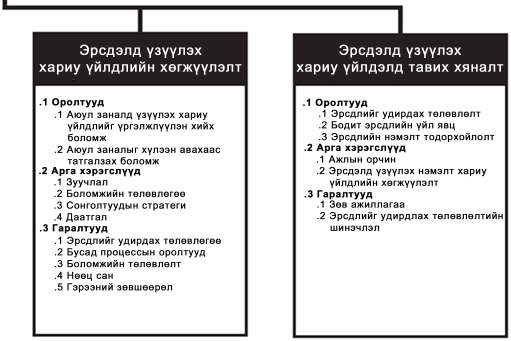 Эрсдэлд үзүүлэх
хариу үйлдлийн хөгжүүлэлт
.1 Оролтууд
.1 Аюул заналд үзүүлэх хариу
үйлдлийг үргэлжлүүлэн хийх
боломж
.2 Аюул заналыг хүлээн авахаас
татгалзах боломж
.2 Арга хэрэгслүүд
.1 Зуучлал
.2 Боломжийн төлөвлөгөө
.3 Сонголтуудын стратеги
.4 Даатгал
.3 Гаралтууд
.1 Эрсдлийг удирдах төлөвлөгөө
.2 Бусад процессын оролтууд
.3 Боломжийн төлөвлөлт
.4 Нөөц сан
.5 Гэрээний зөвшөөрөл
Эрсдэлд үзүүлэх
хариу үйлдэлд тавих хяналт
.1 Оролтууд
.1 Эрсдлийг удирдах төлөвлөлт
.2 Бодит эрсдлийн үйл явц
.3 Эрсдлийн нэмэлт тодорхойлолт
.2 Арга хэрэгслүүд
.1 Ажлын орчин
.2 Эрсдэлд үзүүлэх нэмэлт хариу
үйлдлийн хөгжүүлэлт
.3 Гаралтууд
.1 Зөв ажиллагаа
.2 Эрсдлийг удирдлах төлөвлөлтийн
шинэчлэл